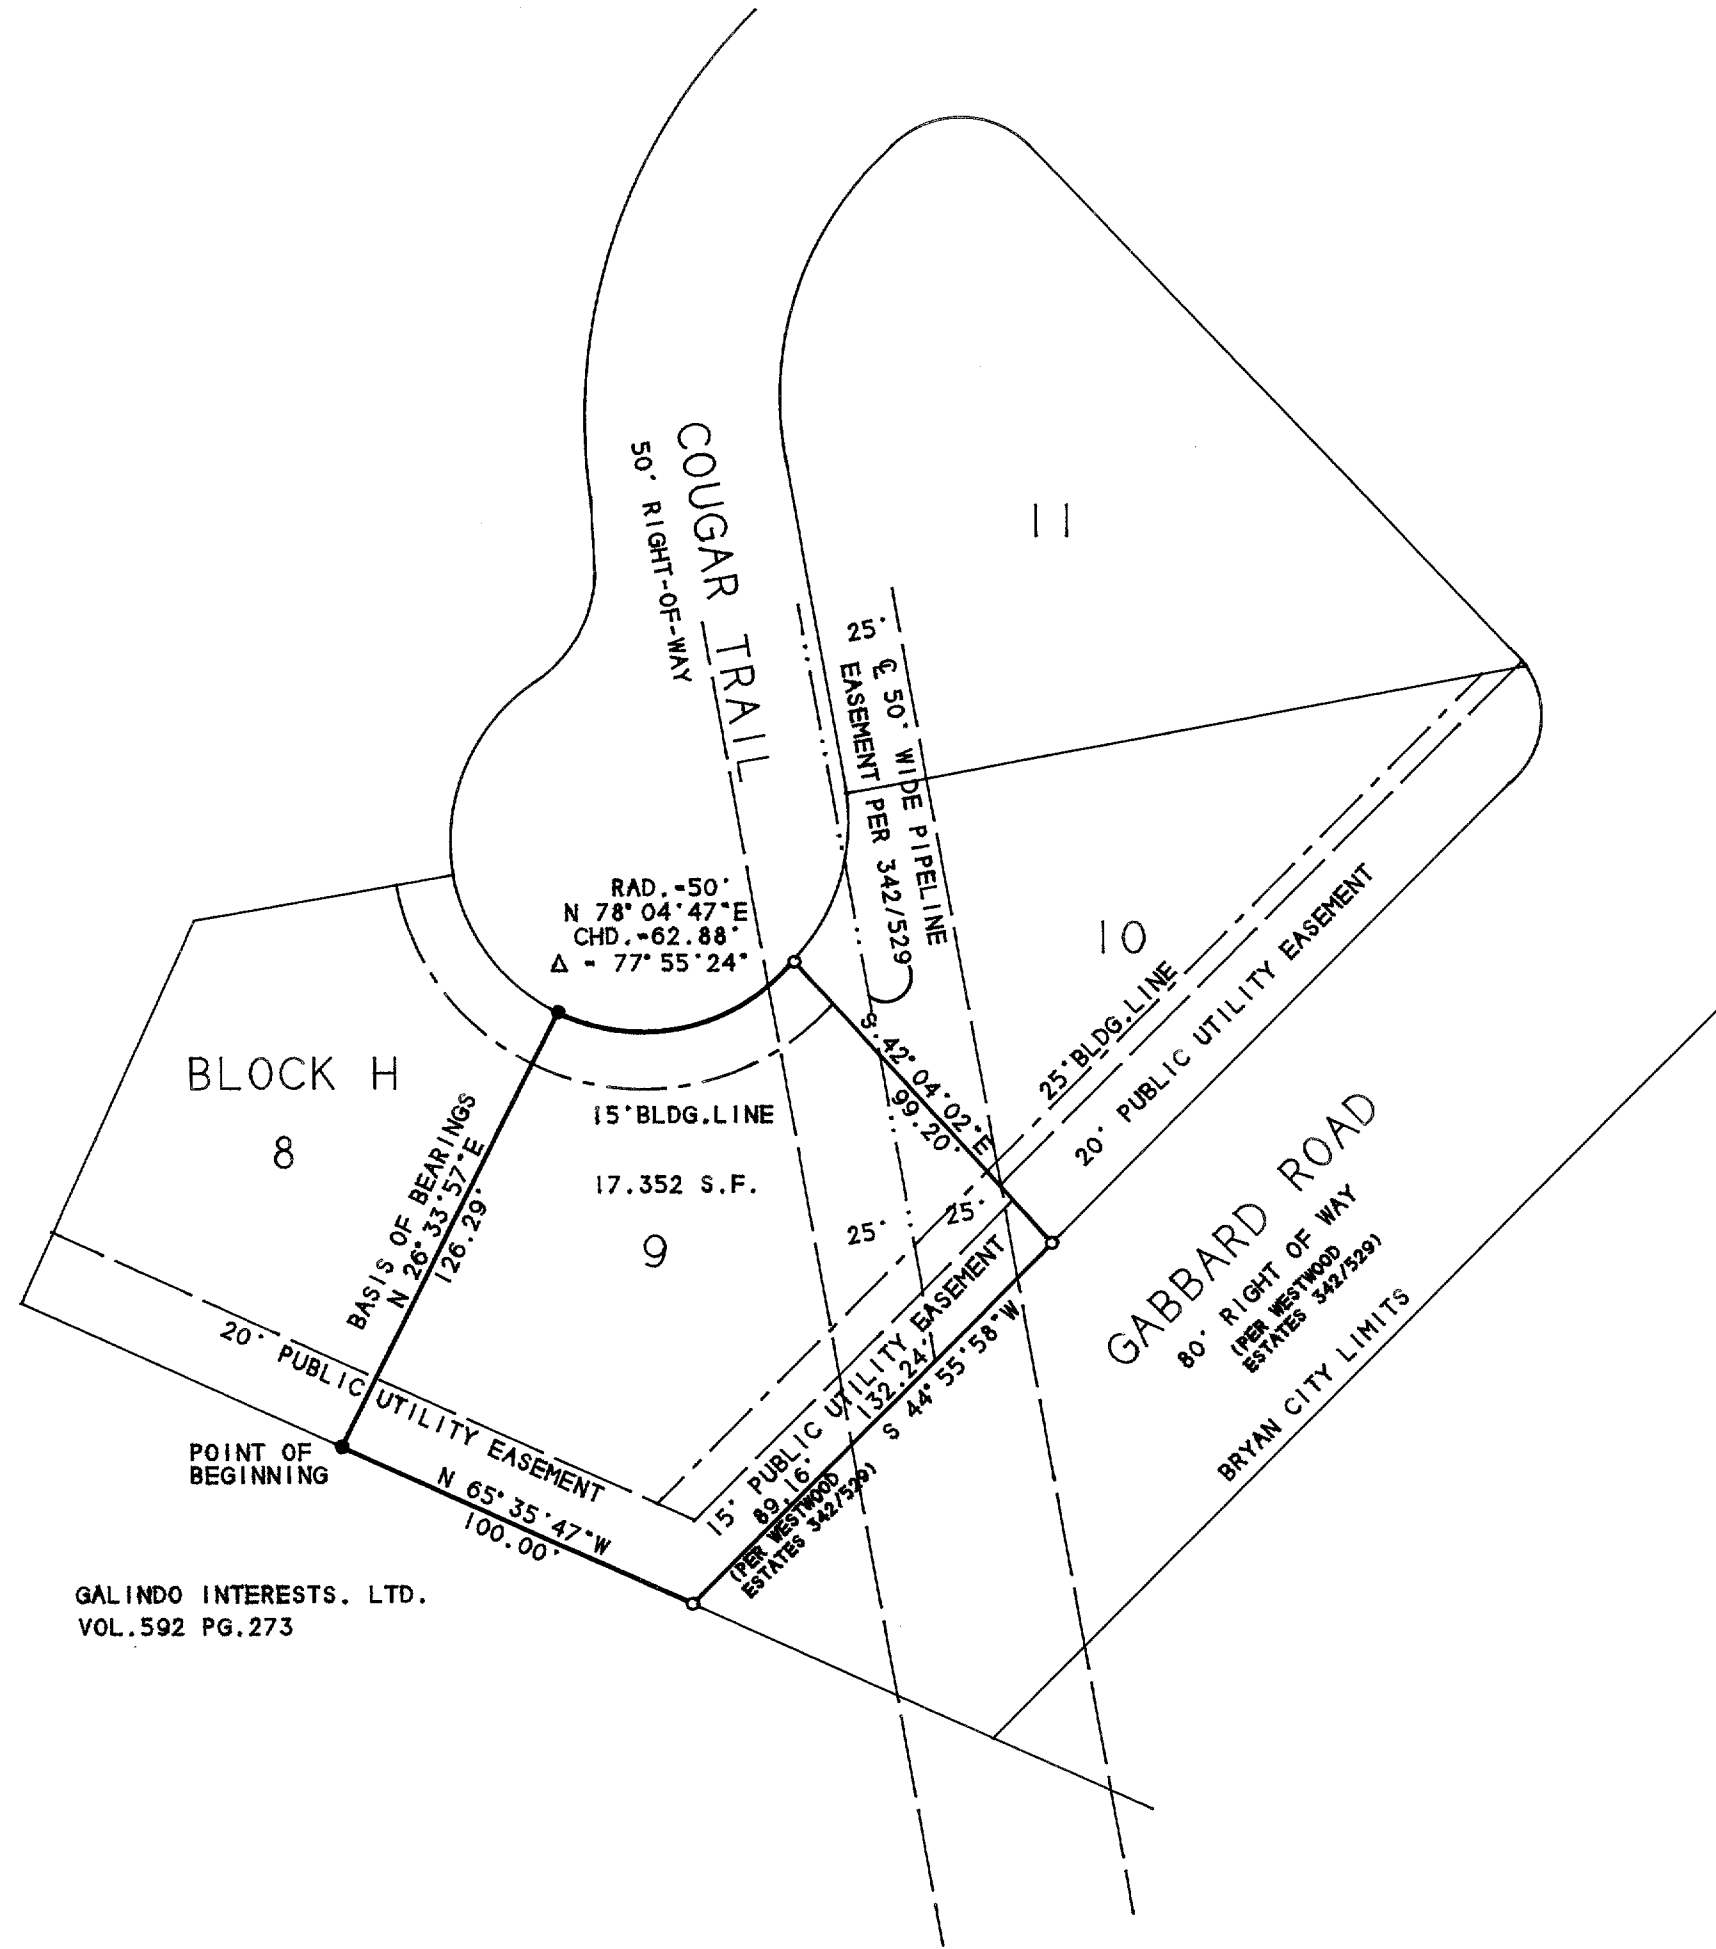 COUGAR TRAIL
50' RIGHT-OF-WAY
11
25'
℄ 50' WIDE PIPELINE
EASEMENT PER 342/529
RAD.=50'
N 78°04'47"E
CHD.=62.88'
Δ = 77°55'24"
10
25'BLDG.LINE
20' PUBLIC UTILITY EASEMENT
S.42°04'02"E
99.20'
BLOCK H
8
BASIS OF BEARINGS
N 26°33'57"E
126.29'
15'BLDG.LINE
17.352 S.F.
9
25'
25'
GABBARD ROAD
80' RIGHT OF WAY
(PER WESTWOOD
ESTATES 342/529)
BRYAN CITY LIMITS
20' PUBLIC UTILITY EASEMENT
15' PUBLIC UTILITY EASEMENT
132.24'
S 44°55'58"W
89.16'
(PER WESTWOOD
ESTATES 342/529)
POINT OF
BEGINNING
N 65°35'47"W
100.00'
GALINDO INTERESTS. LTD.
VOL.592 PG.273